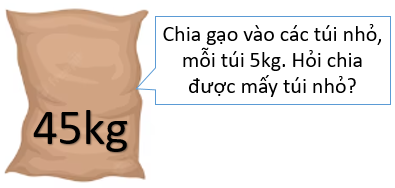 Chia gạo vào các túi nhỏ,
mỗi túi 5kg. Hỏi chia
được mấy túi nhỏ?
45kg